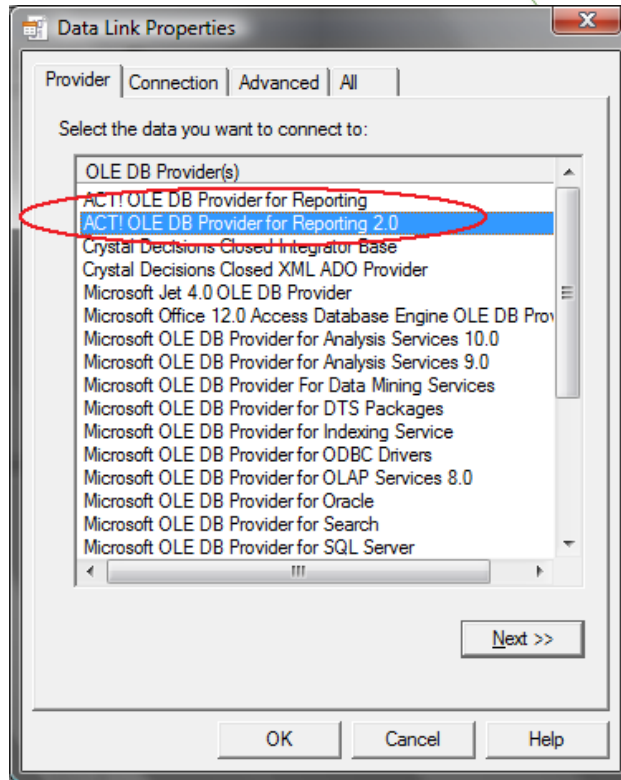 Data Link Properties
Provider Connection Advanced All
Select the data you want to connect to:
OLE DB Provider(s)
ACT! OLE DB Provider for Reporting
ACT! OLE DB Provider for Reporting 2.0
Crystal Decisions Closed Integrator Base
Crystal Decisions Closed XML ADO Provider
Microsoft Jet 4.0 OLE DB Provider
Microsoft Office 12.0 Access Database Engine OLE DB Prov
Microsoft OLE DB Provider for Analysis Services 10.0
Microsoft OLE DB Provider for Analysis Services 9.0
Microsoft OLE DB Provider For Data Mining Services
Microsoft OLE DB Provider for DTS Packages
Microsoft OLE DB Provider for Indexing Service
Microsoft OLE DB Provider for ODBC Drivers
Microsoft OLE DB Provider for OLAP Services 8.0
Microsoft OLE DB Provider for Oracle
Microsoft OLE DB Provider for Search
Microsoft OLE DB Provider for SQL Server
Next >>
OK Cancel Help